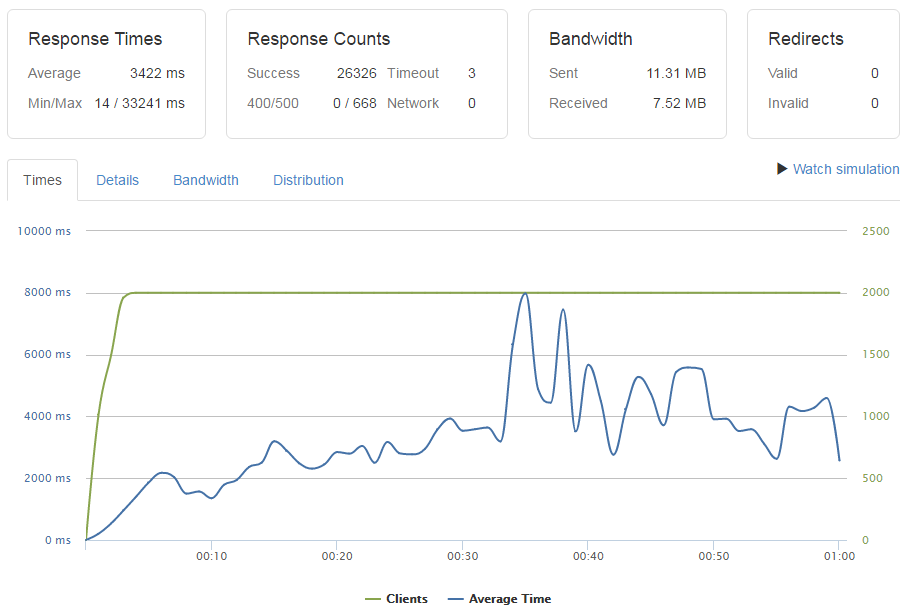 Response Times
Average 3422 ms
Min/Max 14 / 33241 ms
Response Counts
Success 26326 Timeout 3
400/500 0 / 668 Network 0
Bandwidth
Sent 11.31 MB
Received 7.52 MB
Redirects
Valid 0
Invalid 0
Times Details Bandwidth Distribution
Watch simulation
10000 ms 2500
8000 ms 2000
6000 ms 1500
4000 ms 1000
2000 ms 500
0 ms 0
00:10 00:20 00:30 00:40 00:50 01:00
Clients Average Time